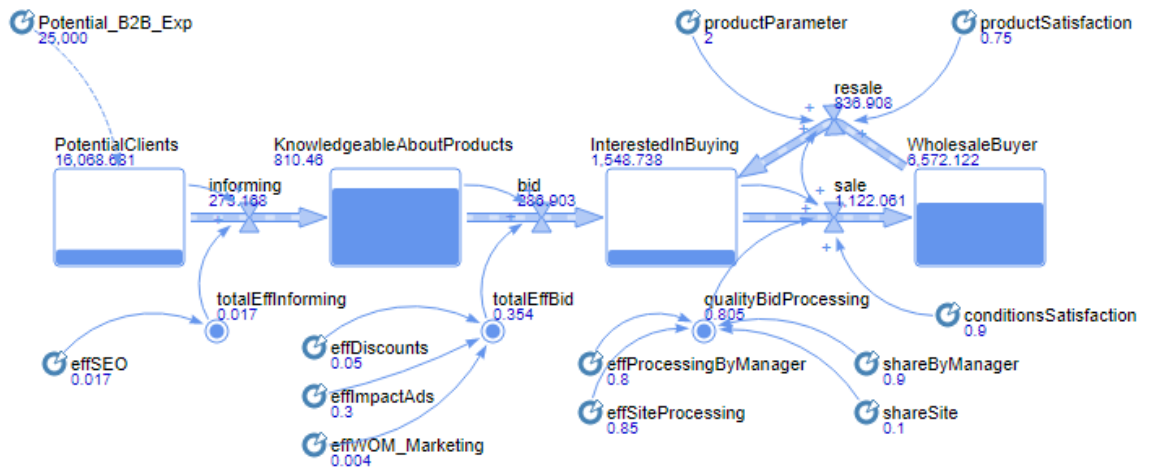 Potential_B2B_Exp
25,000
productParameter
2
productSatisfaction
0.75
resale
836.908
PotentialClients
16,068.681
KnowledgeableAboutProducts
810.46
InterestedInBuying
1,548.738
WholesaleBuyer
6,572.122
informing
273.168
bid
286.903
sale
1,122.061
+
+
+
+
+
+
+
+
totalEffInforming
0.017
totalEffBid
0.354
qualityBidProcessing
0.805
conditionsSatisfaction
0.9
effSEO
0.017
effDiscounts
0.05
effProcessingByManager
0.8
shareByManager
0.9
effImpactAds
0.3
effSiteProcessing
0.85
shareSite
0.1
effWOM_Marketing
0.004